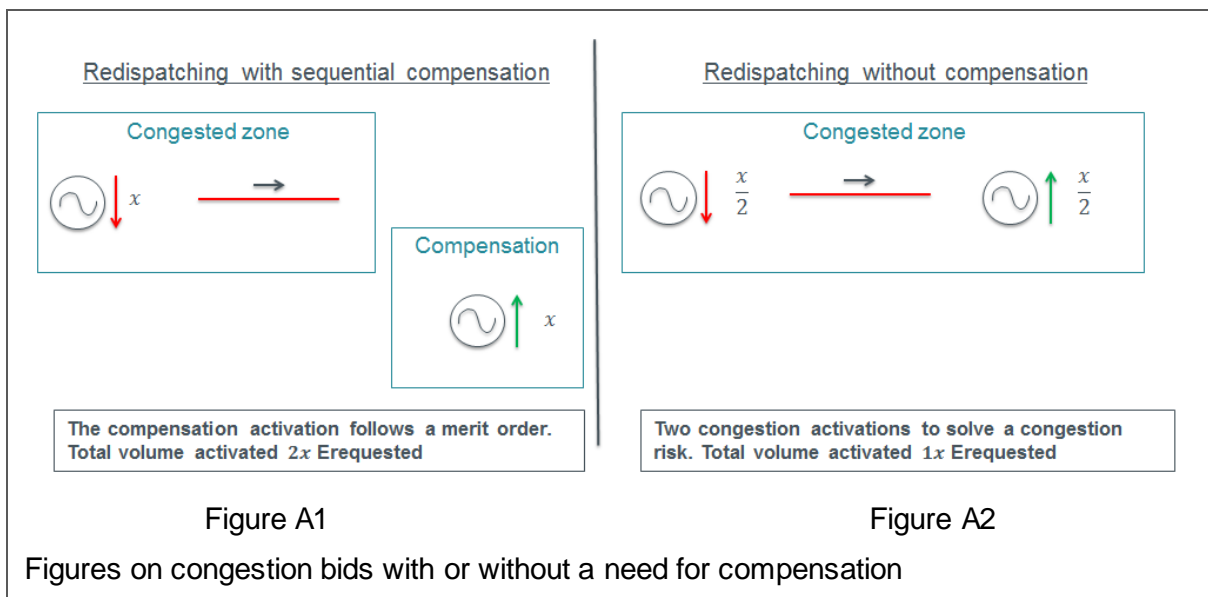 Redispatching with sequential compensation
Congested zone
x
Compensation
x
The compensation activation follows a merit order.
Total volume activated 2x Erequested
Figure A1
Redispatching without compensation
Congested zone
x
2
x
2
Two congestion activations to solve a congestion
risk. Total volume activated 1x Erequested
Figure A2
Figures on congestion bids with or without a need for compensation